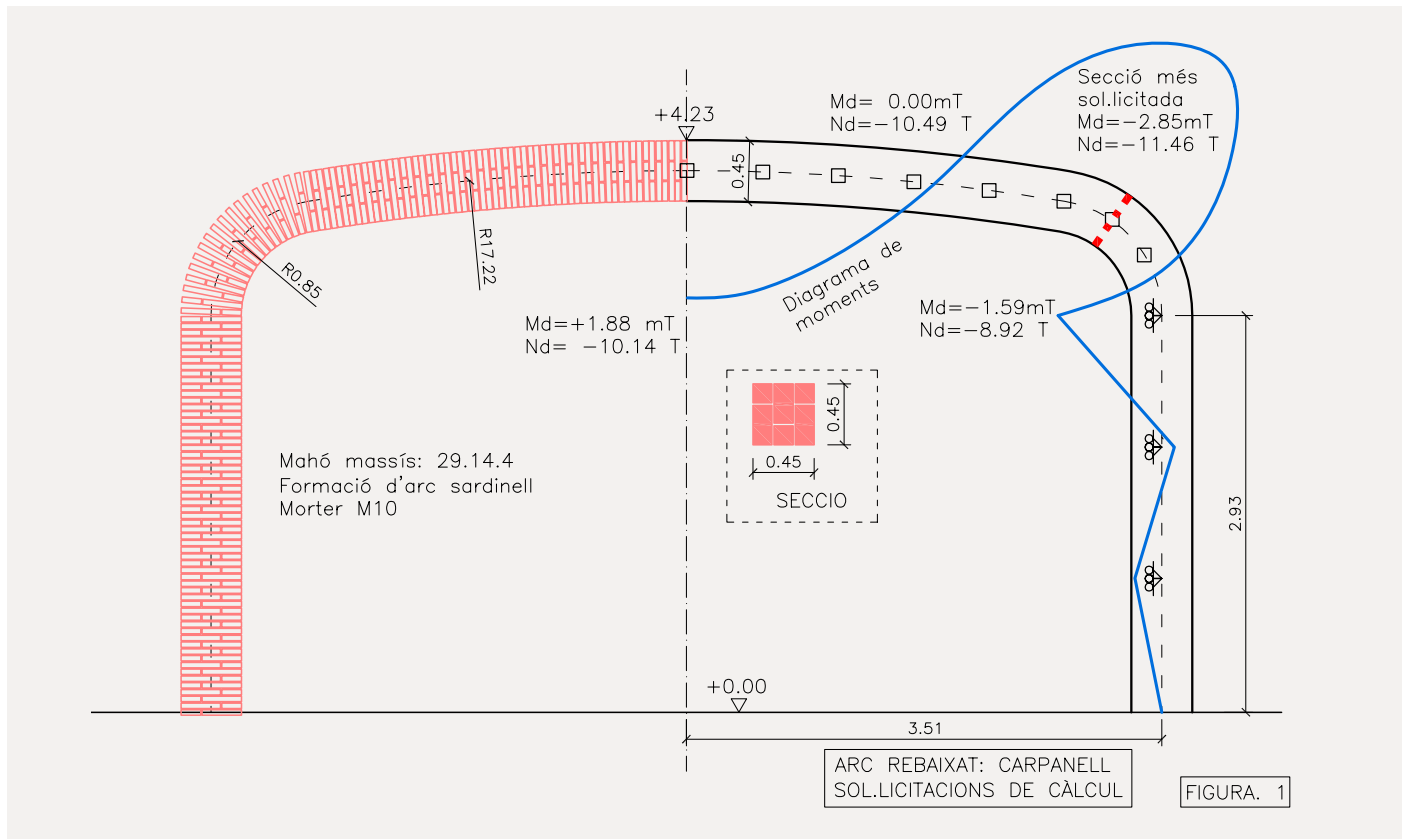 +4.23
Md= 0.00mT
Nd=-10.49 T
Secció més
sol.licitada
Md=-2.85mT
Nd=-11.46 T
0.45
R17.22
R0.85
Diagrama de
moments
Md=+1.88 mT
Nd= -10.14 T
Md=-1.59mT
Nd=-8.92 T
0.45
0.45
SECCIO
Mahó massís: 29.14.4
Formació d'arc sardinell
Morter M10
2.93
+0.00
3.51
ARC REBAIXAT: CARPANELL
SOL.LICITACIONS DE CÀLCUL
FIGURA. 1